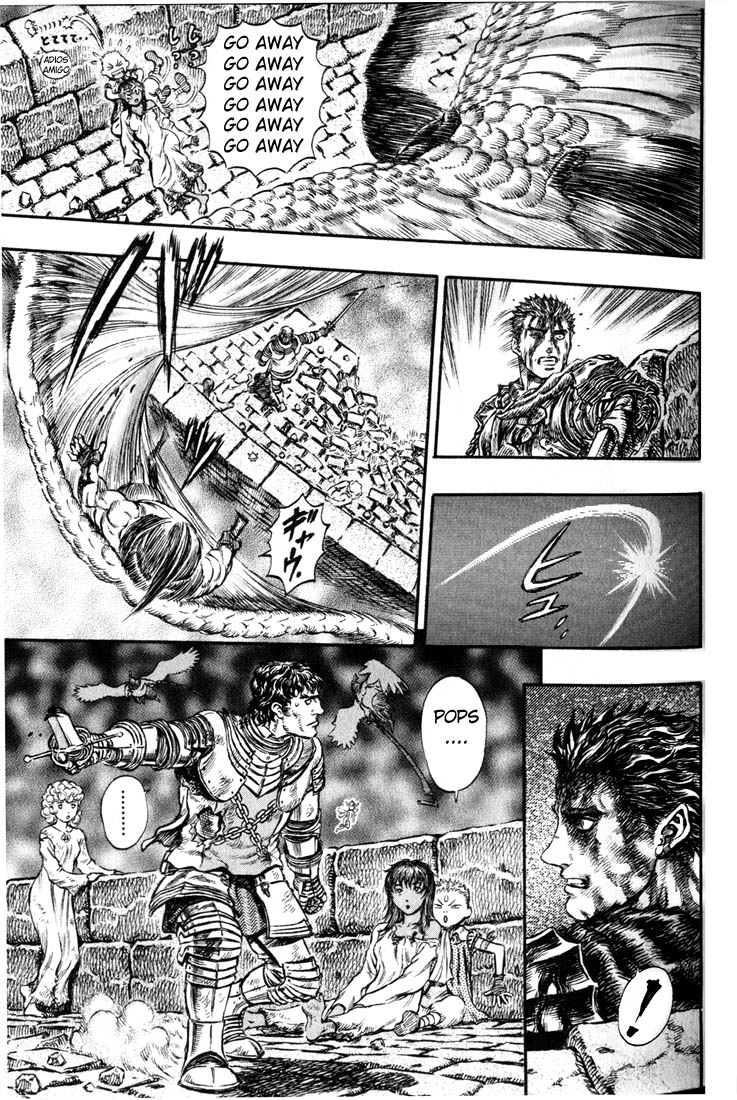 GO AWAY
GO AWAY
GO AWAY
GO AWAY
GO AWAY
GO AWAY
とててて‥
ADIOS
AMIGO
ギャウ.
ヒュ.
POPS
....
......
!